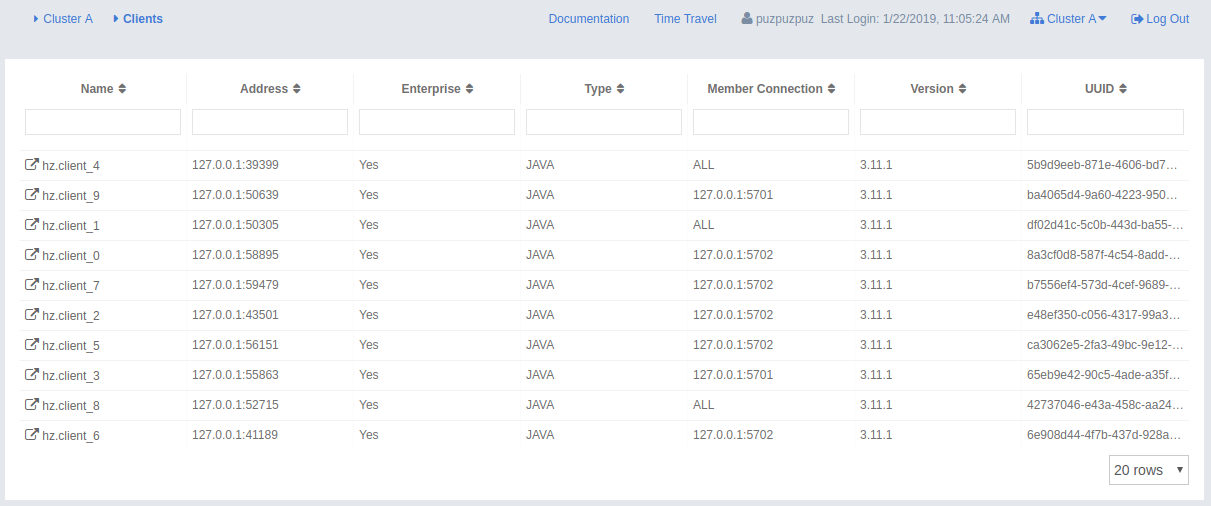 Cluster A Clients Documentation Time Travel puzpuzpuz Last Login: 1/22/2019, 11:05:24 AM Cluster A Log Out
Name Address Enterprise Type Member Connection Version UUID
hz.client_4 127.0.0.1:39399 Yes JAVA ALL 3.11.1 5b9d9eeb-871e-4606-bd7…
hz.client_9 127.0.0.1:50639 Yes JAVA 127.0.0.1:5701 3.11.1 ba4065d4-9a60-4223-950…
hz.client_1 127.0.0.1:50305 Yes JAVA ALL 3.11.1 df02d41c-5c0b-443d-ba55-…
hz.client_0 127.0.0.1:58895 Yes JAVA 127.0.0.1:5702 3.11.1 8a3cf0d8-587f-4c54-8add-…
hz.client_7 127.0.0.1:59479 Yes JAVA 127.0.0.1:5702 3.11.1 b7556ef4-573d-4cef-9689-…
hz.client_2 127.0.0.1:43501 Yes JAVA 127.0.0.1:5702 3.11.1 e48ef350-c056-4317-99a3…
hz.client_5 127.0.0.1:56151 Yes JAVA 127.0.0.1:5702 3.11.1 ca3062e5-2fa3-49bc-9e12-…
hz.client_3 127.0.0.1:55863 Yes JAVA 127.0.0.1:5701 3.11.1 65eb9e42-90c5-4ade-a35f…
hz.client_8 127.0.0.1:52715 Yes JAVA ALL 3.11.1 42737046-e43a-458c-aa24…
hz.client_6 127.0.0.1:41189 Yes JAVA 127.0.0.1:5702 3.11.1 6e908d44-4f7b-437d-928a…
20 rows